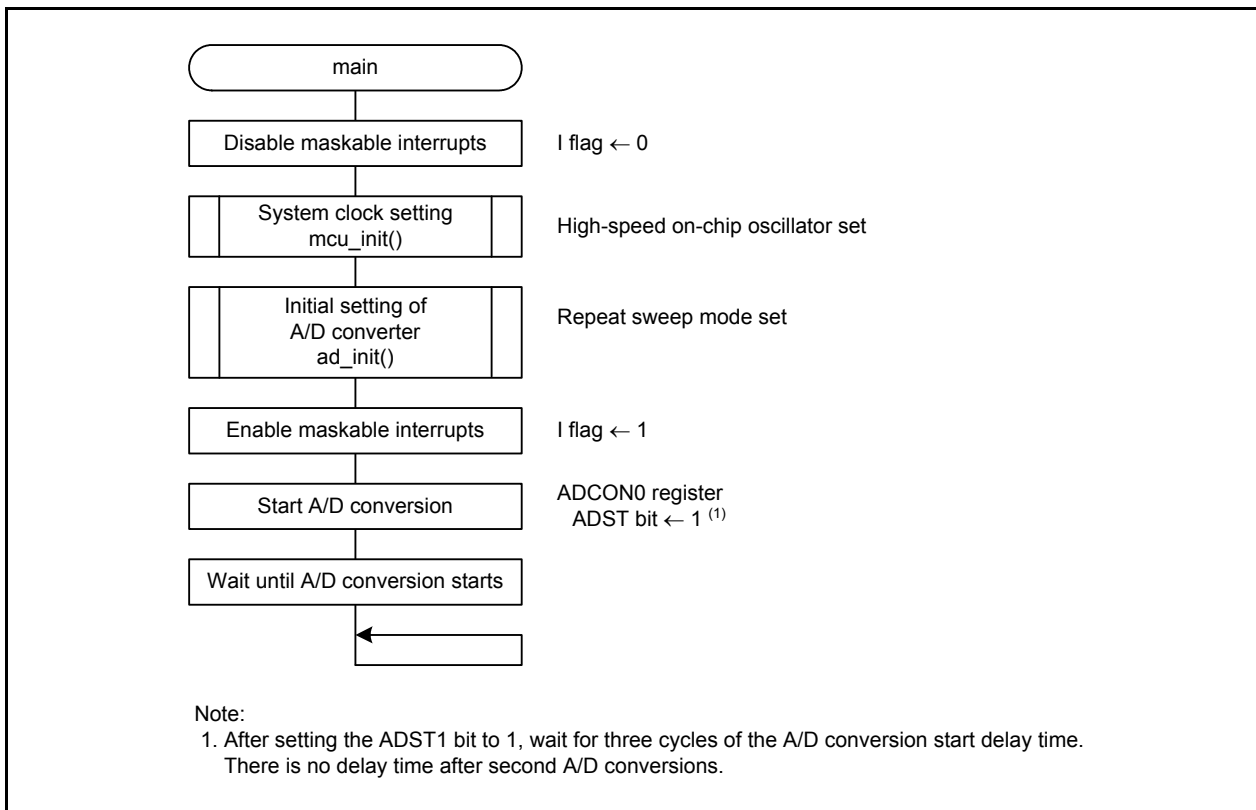 main
Disable maskable interrupts
I flag ← 0
System clock setting
mcu_init()
High-speed on-chip oscillator set
Initial setting of
A/D converter
ad_init()
Repeat sweep mode set
Enable maskable interrupts
I flag ← 1
Start A/D conversion
ADCON0 register
ADST bit ← 1 (1)
Wait until A/D conversion starts
Note:
1. After setting the ADST1 bit to 1, wait for three cycles of the A/D conversion start delay time.
There is no delay time after second A/D conversions.